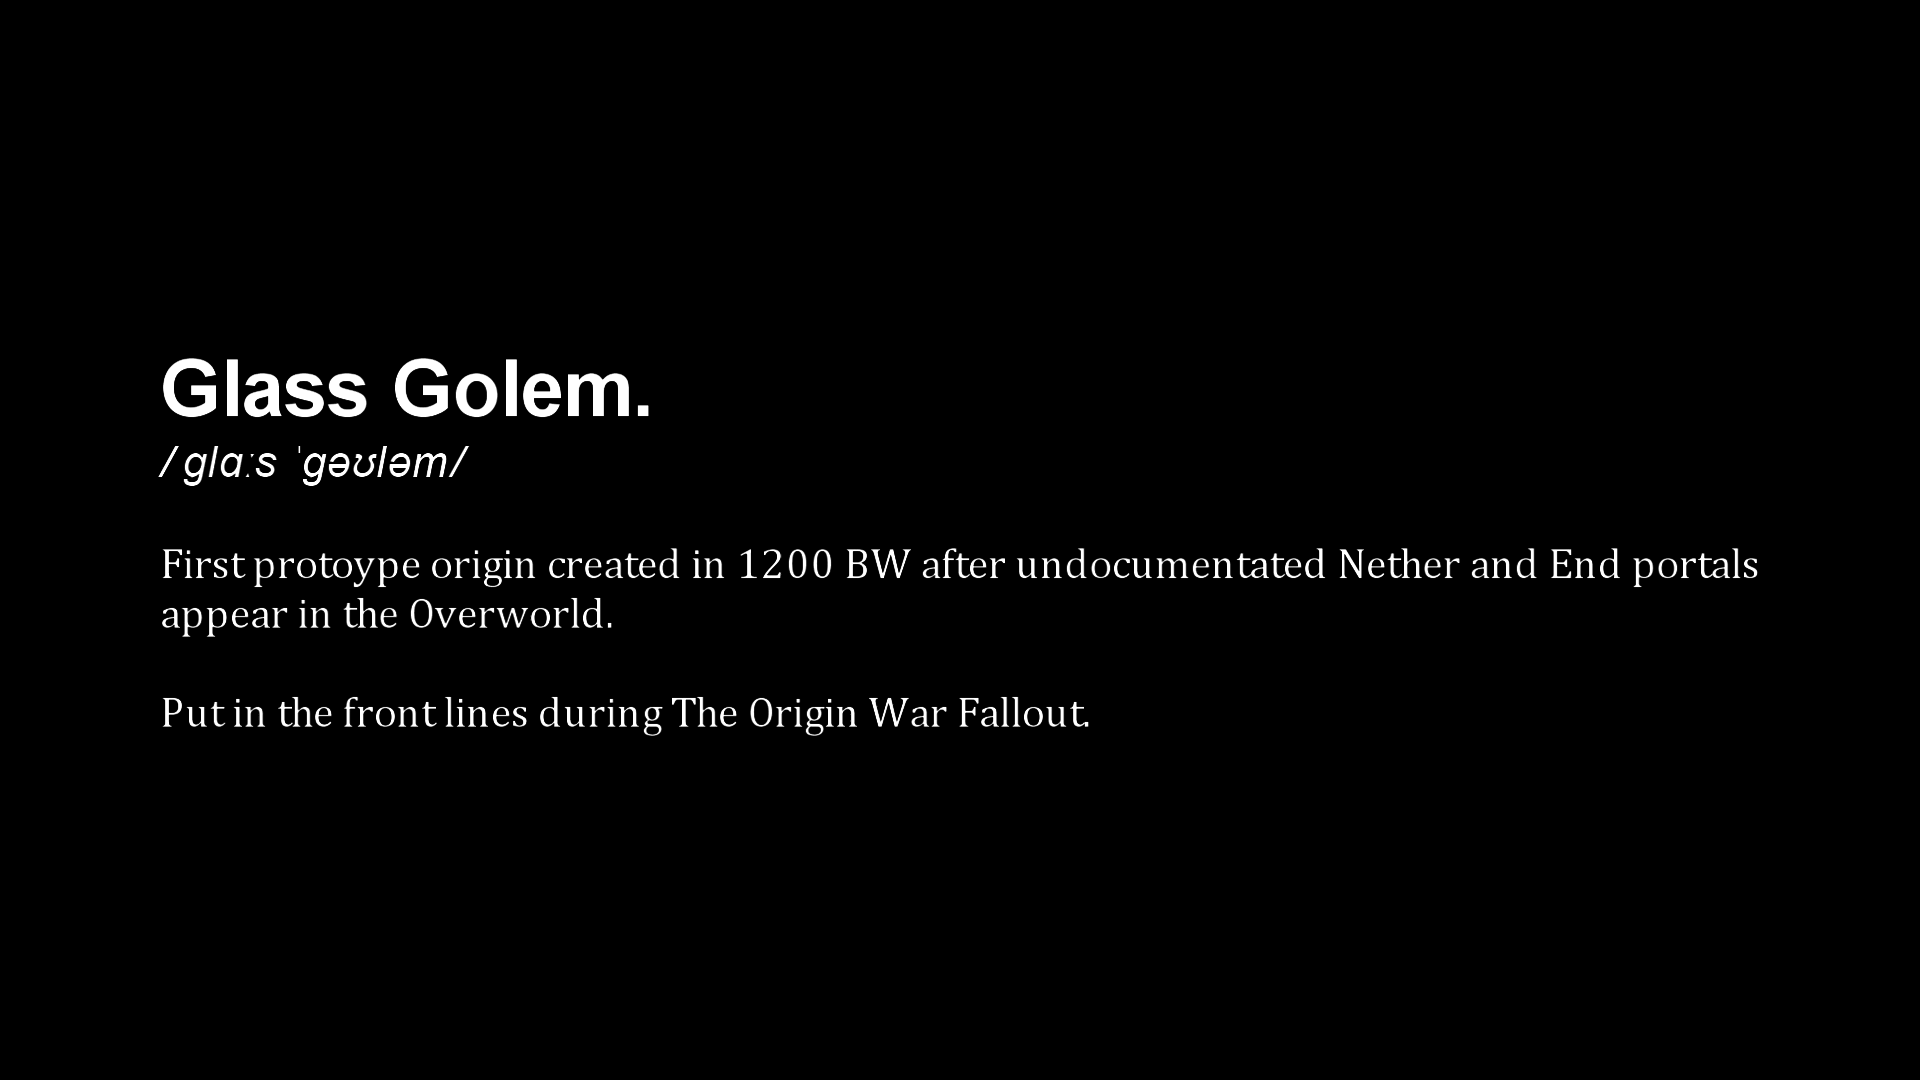 Glass Golem.
/glɑːs ˈɡəʊləm/
First protoype origin created in 1200 BW after undocumentated Nether and End portals
appear in the Overworld.
Put in the front lines during The Origin War Fallout.